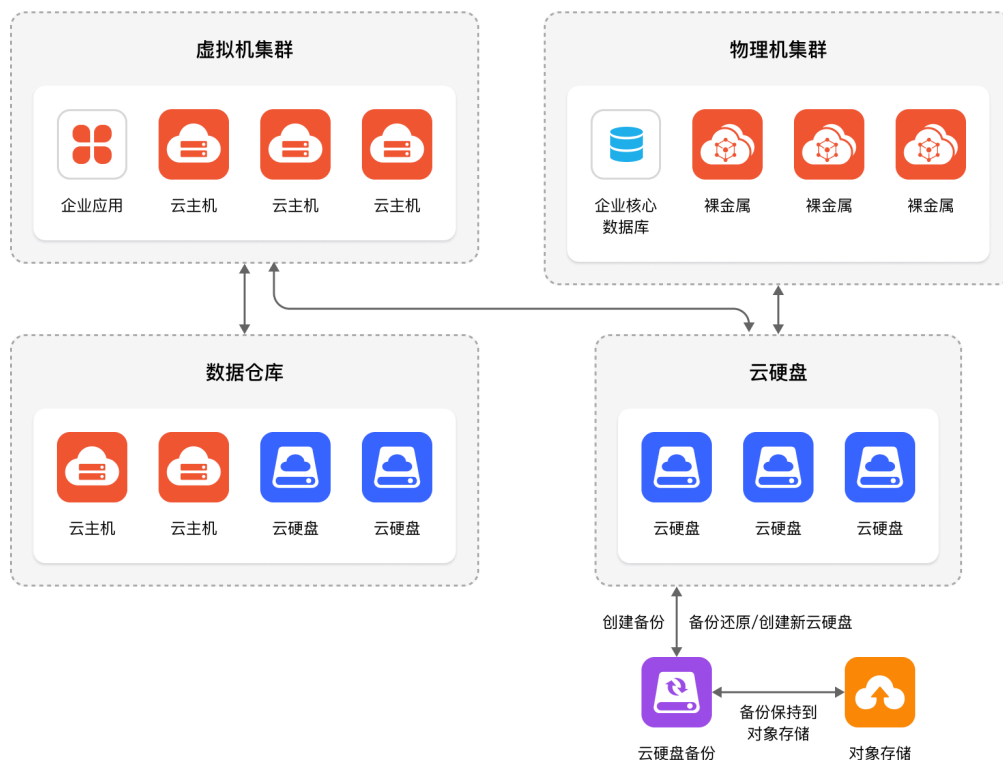 虚拟机集群
企业应用
云主机
云主机
云主机
物理机集群
企业核心
数据库
裸金属
裸金属
裸金属
数据仓库
云主机
云主机
云硬盘
云硬盘
云硬盘
云硬盘
云硬盘
云硬盘
创建备份
备份还原/创建新云硬盘
云硬盘备份
备份保持到
对象存储
对象存储